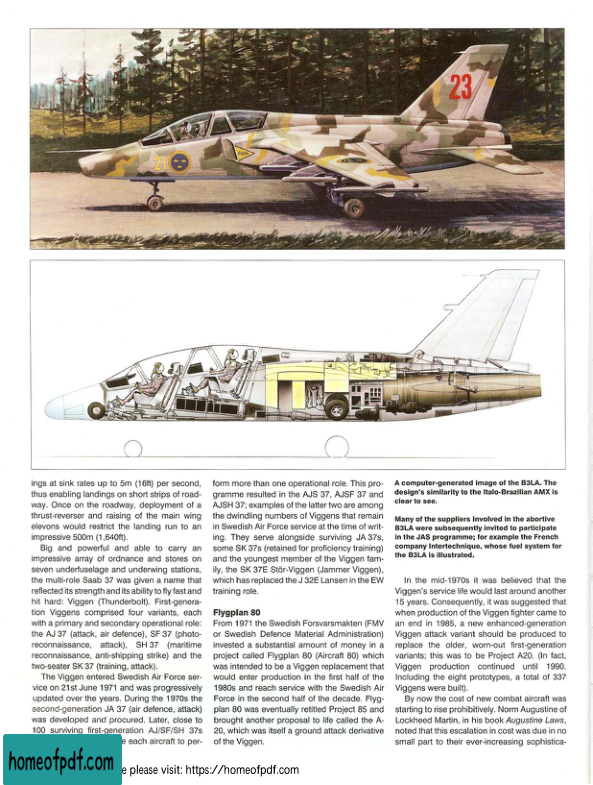 23
21
ings at sink rates up to 5m (16ft) per second,
thus enabling landings on short strips of road-
way. Once on the roadway, deployment of a
thrust-reverser and raising of the main wing
elevons would restrict the landing run to an
impressive 500m (1,640ft).
Big and powerful and able to carry an
impressive array of ordnance and stores on
seven underfuselage and underwing stations,
the multi-role Saab 37 was given a name that
reflected its strength and its ability to fly fast and
hit hard: Viggen (Thunderbolt). First-genera-
tion Viggens comprised four variants, each
with a primary and secondary operational role:
the AJ 37 (attack, air defence), SF 37 (photo-
reconnaissance, attack), SH 37 (maritime
reconnaissance, anti-shipping strike) and the
two-seater SK 37 (training, attack).
The Viggen entered Swedish Air Force ser-
vice on 21st June 1971 and was progressively
updated over the years. During the 1970s the
second-generation JA 37 (air defence, attack)
was developed and procured. Later, close to
100 surviving first-generation AJ/SF/SH 37s
e each aircraft to per-
form more than one operational role. This pro-
gramme resulted in the AJS 37, AJSF 37 and
AJSH 37; examples of the latter two are among
the dwindling numbers of Viggens that remain
in Swedish Air Force service at the time of writ-
ing. They serve alongside surviving JA 37s,
some SK 37s (retained for proficiency training)
and the youngest member of the Viggen fam-
ily, the SK 37E Stör-Viggen (Jammer Viggen),
which has replaced the J 32E Lansen in the EW
training role.
Flygplan 80
From 1971 the Swedish Forsvarsmakten (FMV
or Swedish Defence Material Administration)
invested a substantial amount of money in a
project called Flygplan 80 (Aircraft 80) which
was intended to be a Viggen replacement that
would enter production in the first half of the
1980s and reach service with the Swedish Air
Force in the second half of the decade. Flyg-
plan 80 was eventually retitled Project 85 and
brought another proposal to life called the A-
20, which was itself a ground attack derivative
of the Viggen.
A computer-generated image of the B3LA. The
design's similarity to the Italo-Brazilian AMX is
clear to see.
Many of the suppliers involved in the abortive
B3LA were subsequently invited to participate
in the JAS programme; for example the French
company Intertechnique, whose fuel system for
the B3LA is illustrated.
In the mid-1970s it was believed that the
Viggen's service life would last around another
15 years. Consequently, it was suggested that
when production of the Viggen fighter came to
an end in 1985, a new enhanced-generation
Viggen attack variant should be produced to
replace the older, worn-out first-generation
variants; this was to be Project A20. (In fact,
Viggen production continued until 1990.
Including the eight prototypes, a total of 337
Viggens were built).
By now the cost of new combat aircraft was
starting to rise prohibitively. Norm Augustine of
Lockheed Martin, in his book Augustine Laws,
noted that this escalation in cost was due in no
small part to their ever-increasing sophistica-
homeofpdf.com
e please visit: https://homeofpdf.com